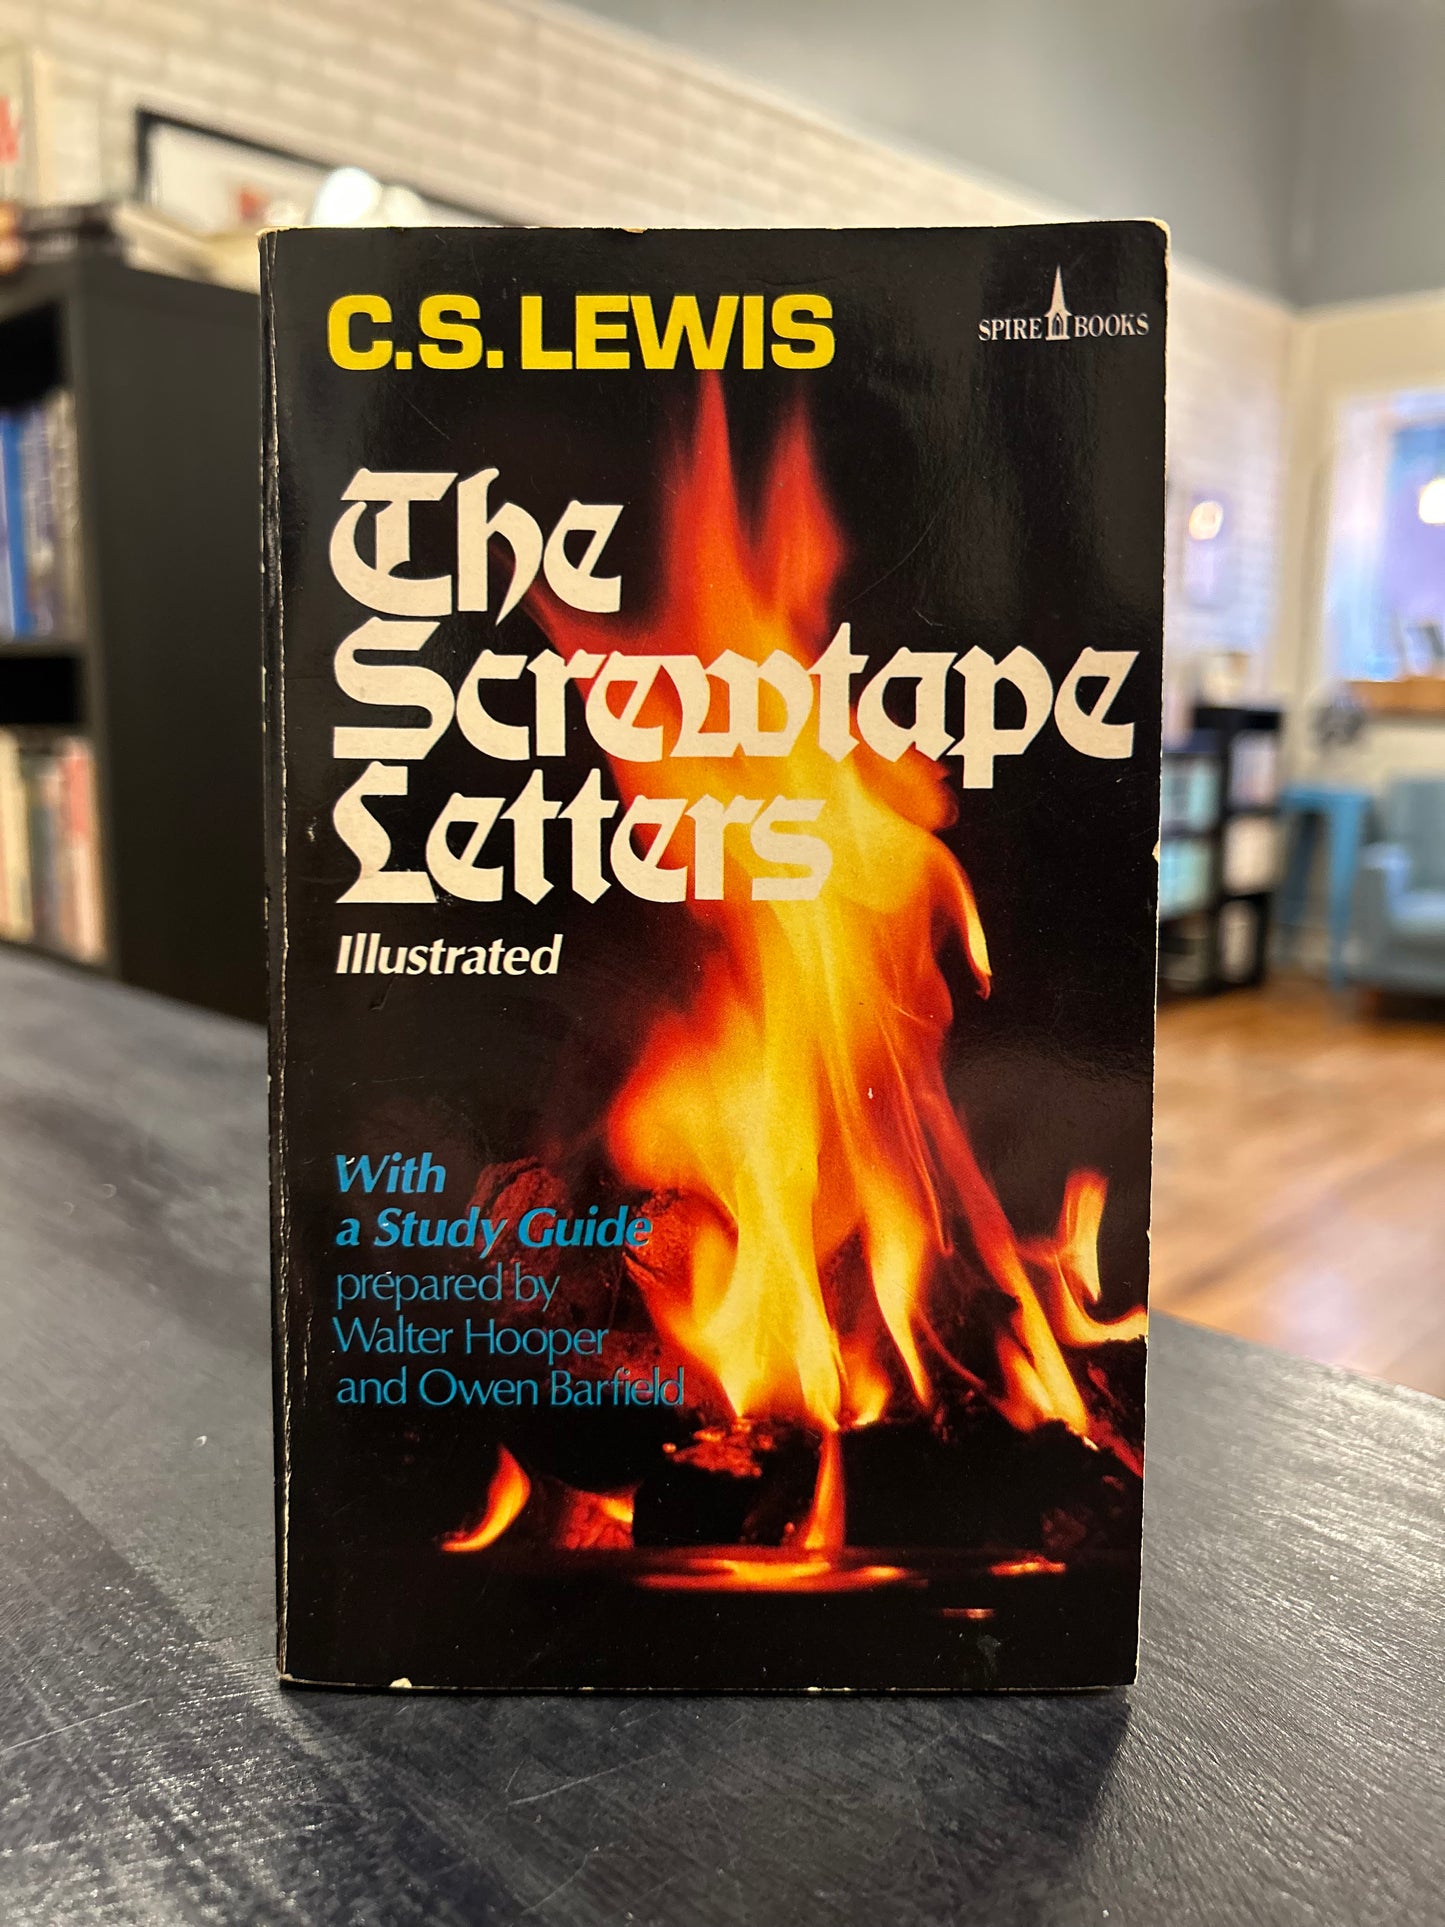 C.S. LEWIS
SPIRE BOOKS
The
Screwtape
Letters
Illustrated
With
a Study Guide
prepared by
Walter Hooper
and Owen Barfield